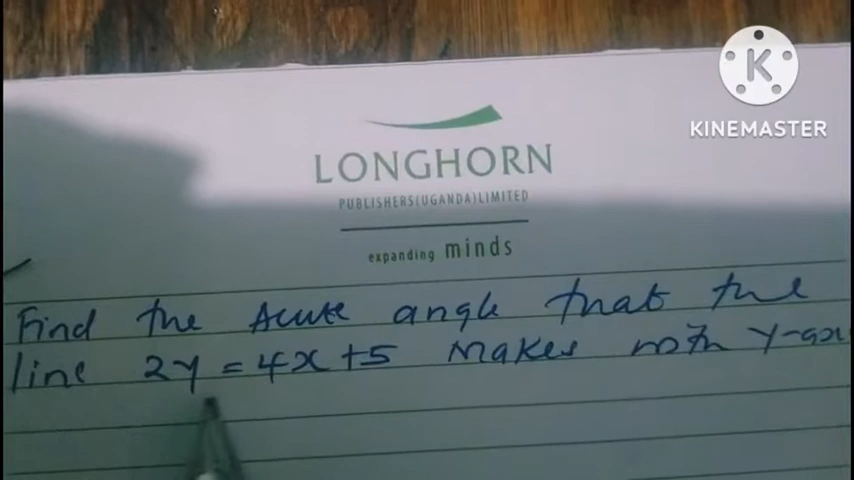 K
KINEMASTER
LONGHORN
PUBLISHERS(UGANDA)LIMITED
expanding minds
Find the Acute angle that the
line 2y = 4x + 5 Makes with y-ax